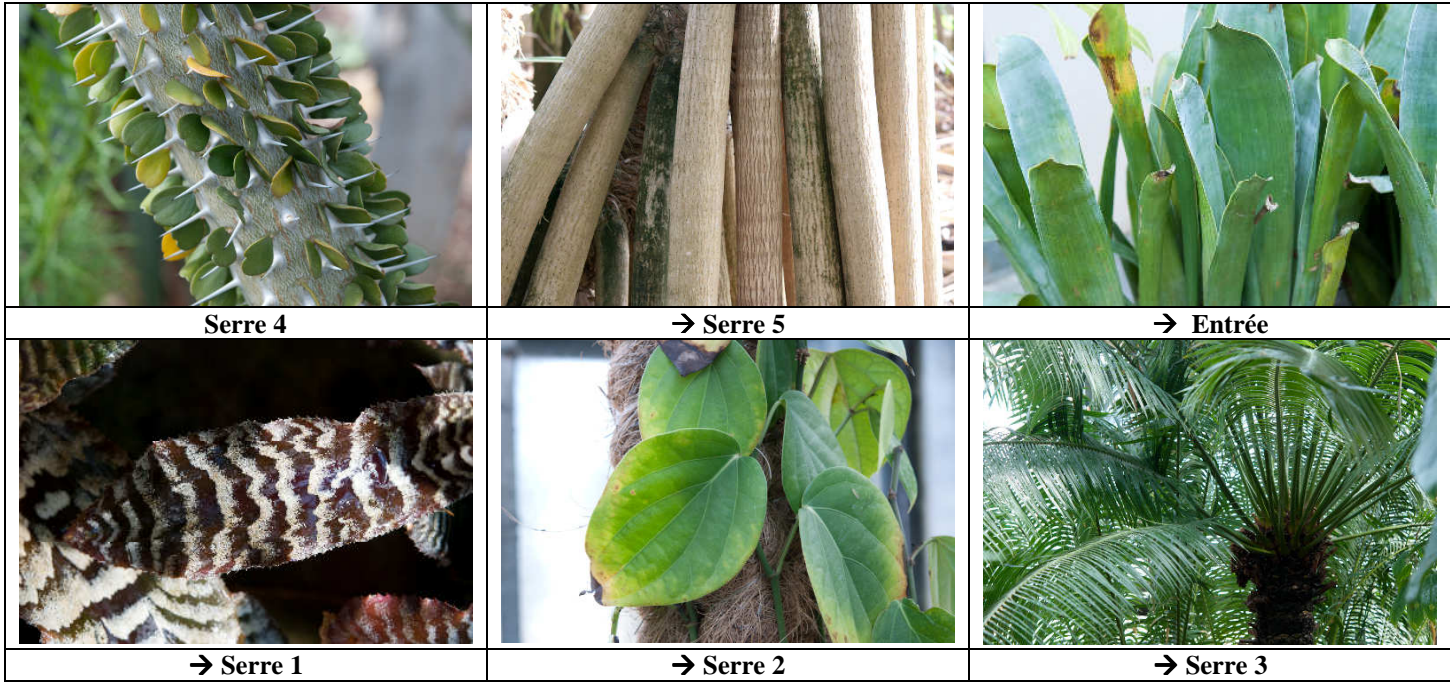 Serre 4
→ Serre 5
→ Entrée
→ Serre 1
→ Serre 2
→ Serre 3